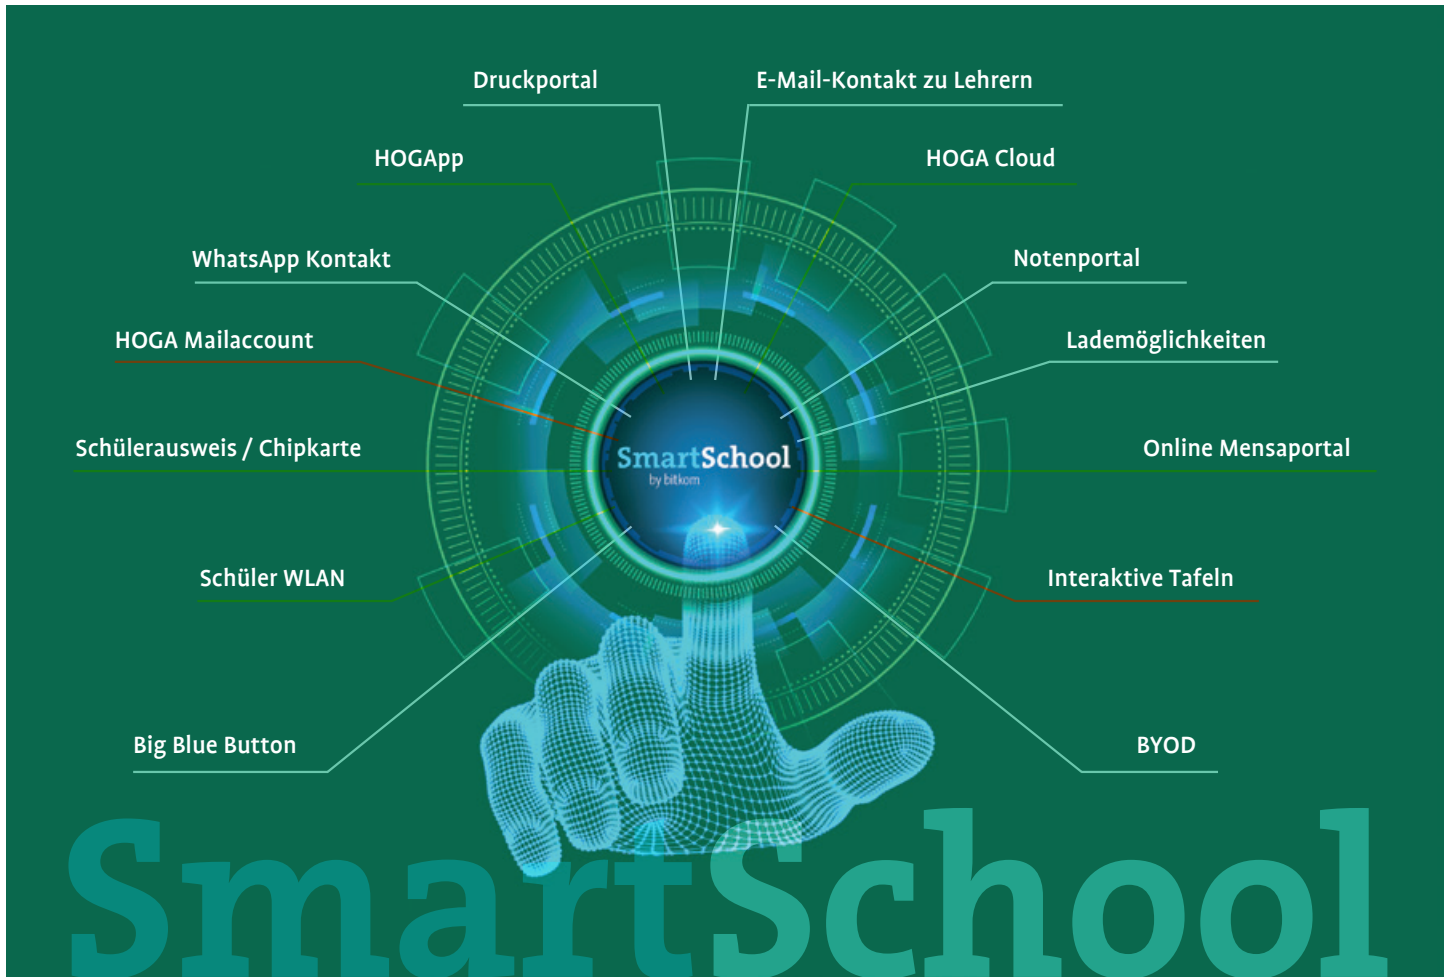 Druckportal
E-Mail-Kontakt zu Lehrern
HOGApp
HOGA Cloud
WhatsApp Kontakt
Notenportal
HOGA Mailaccount
Lademöglichkeiten
Schülerausweis / Chipkarte
SmartSchool
by bitkom
Online Mensaportal
Schüler WLAN
Interaktive Tafeln
Big Blue Button
BYOD
SmartSchool